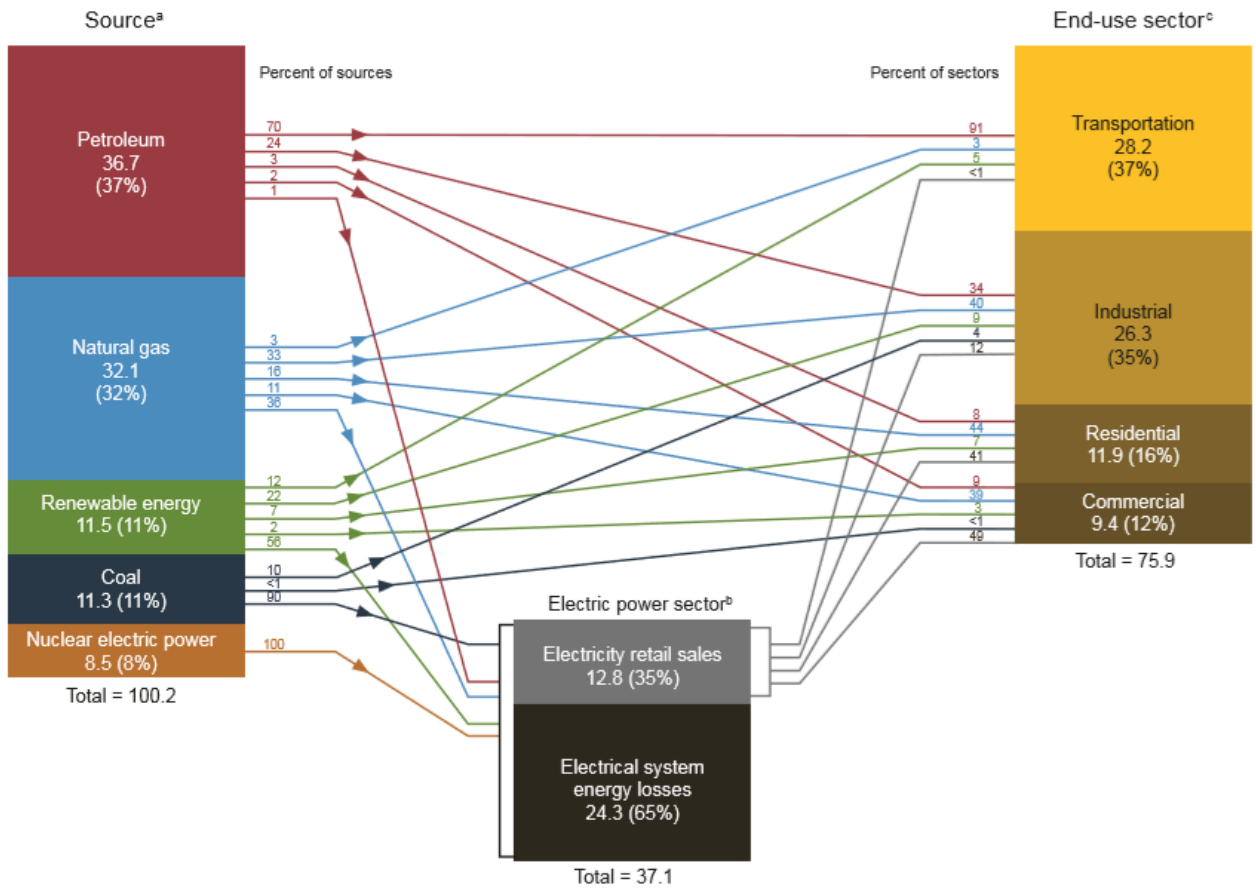 Sourceᵃ
End-use sectorᶜ
Percent of sources
Percent of sectors
Petroleum
36.7
(37%)
70
24
3
2
1
Natural gas
32.1
(32%)
3
33
16
11
36
Renewable energy
11.5 (11%)
12
22
7
2
56
Coal
11.3 (11%)
10
<1
90
Nuclear electric power
8.5 (8%)
100
Total = 100.2
Electric power sectorᵇ
Electricity retail sales
12.8 (35%)
Electrical system
energy losses
24.3 (65%)
Total = 37.1
91
3
5
<1
Transportation
28.2
(37%)
34
40
9
4
12
Industrial
26.3
(35%)
8
44
7
41
Residential
11.9 (16%)
9
39
3
<1
49
Commercial
9.4 (12%)
Total = 75.9